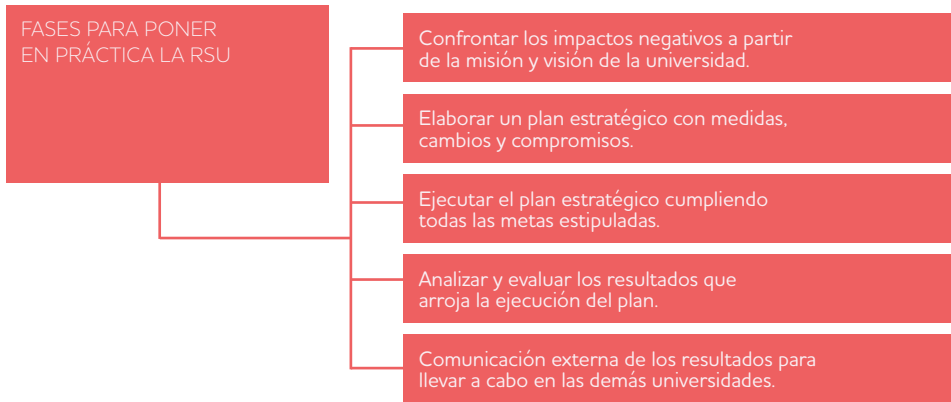 FASES PARA PONER
EN PRÁCTICA LA RSU
Confrontar los impactos negativos a partir
de la misión y visión de la universidad.
Elaborar un plan estratégico con medidas,
cambios y compromisos.
Ejecutar el plan estratégico cumpliendo
todas las metas estipuladas.
Analizar y evaluar los resultados que
arroja la ejecución del plan.
Comunicación externa de los resultados para
llevar a cabo en las demás universidades.